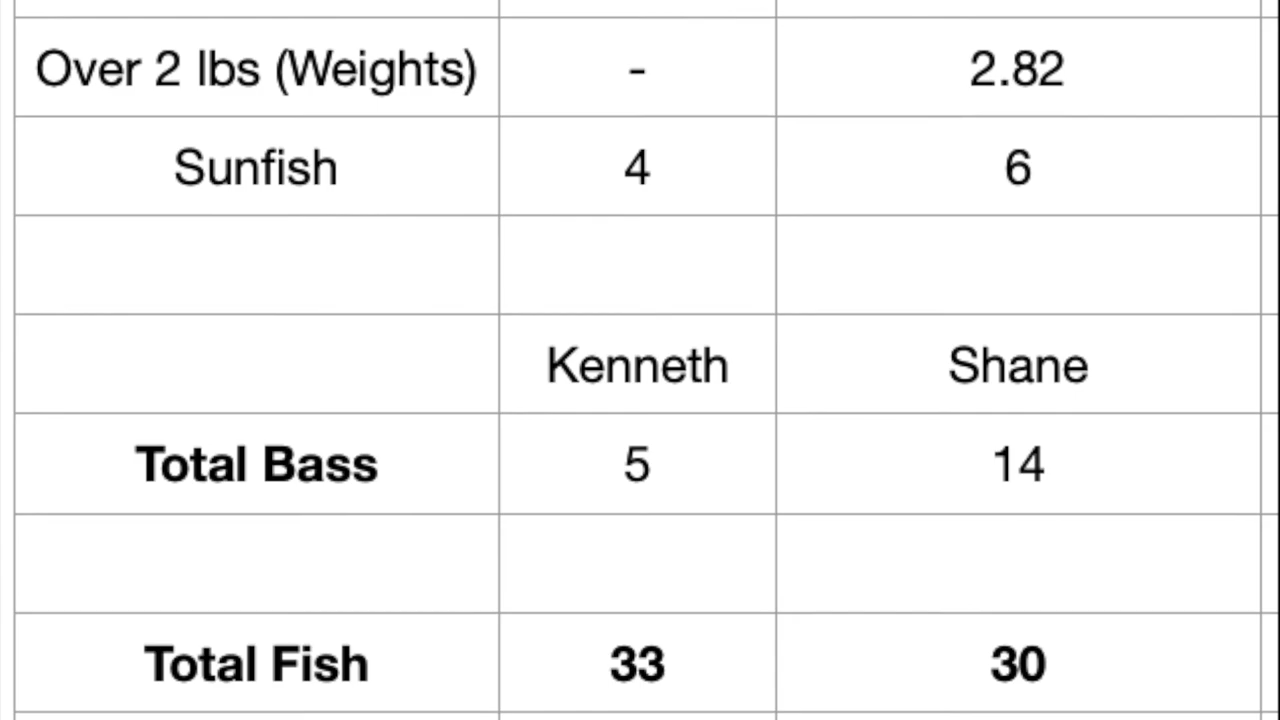 Over 2 lbs (Weights) - 2.82
Sunfish 4 6
Kenneth Shane
Total Bass 5 14
Total Fish 33 30